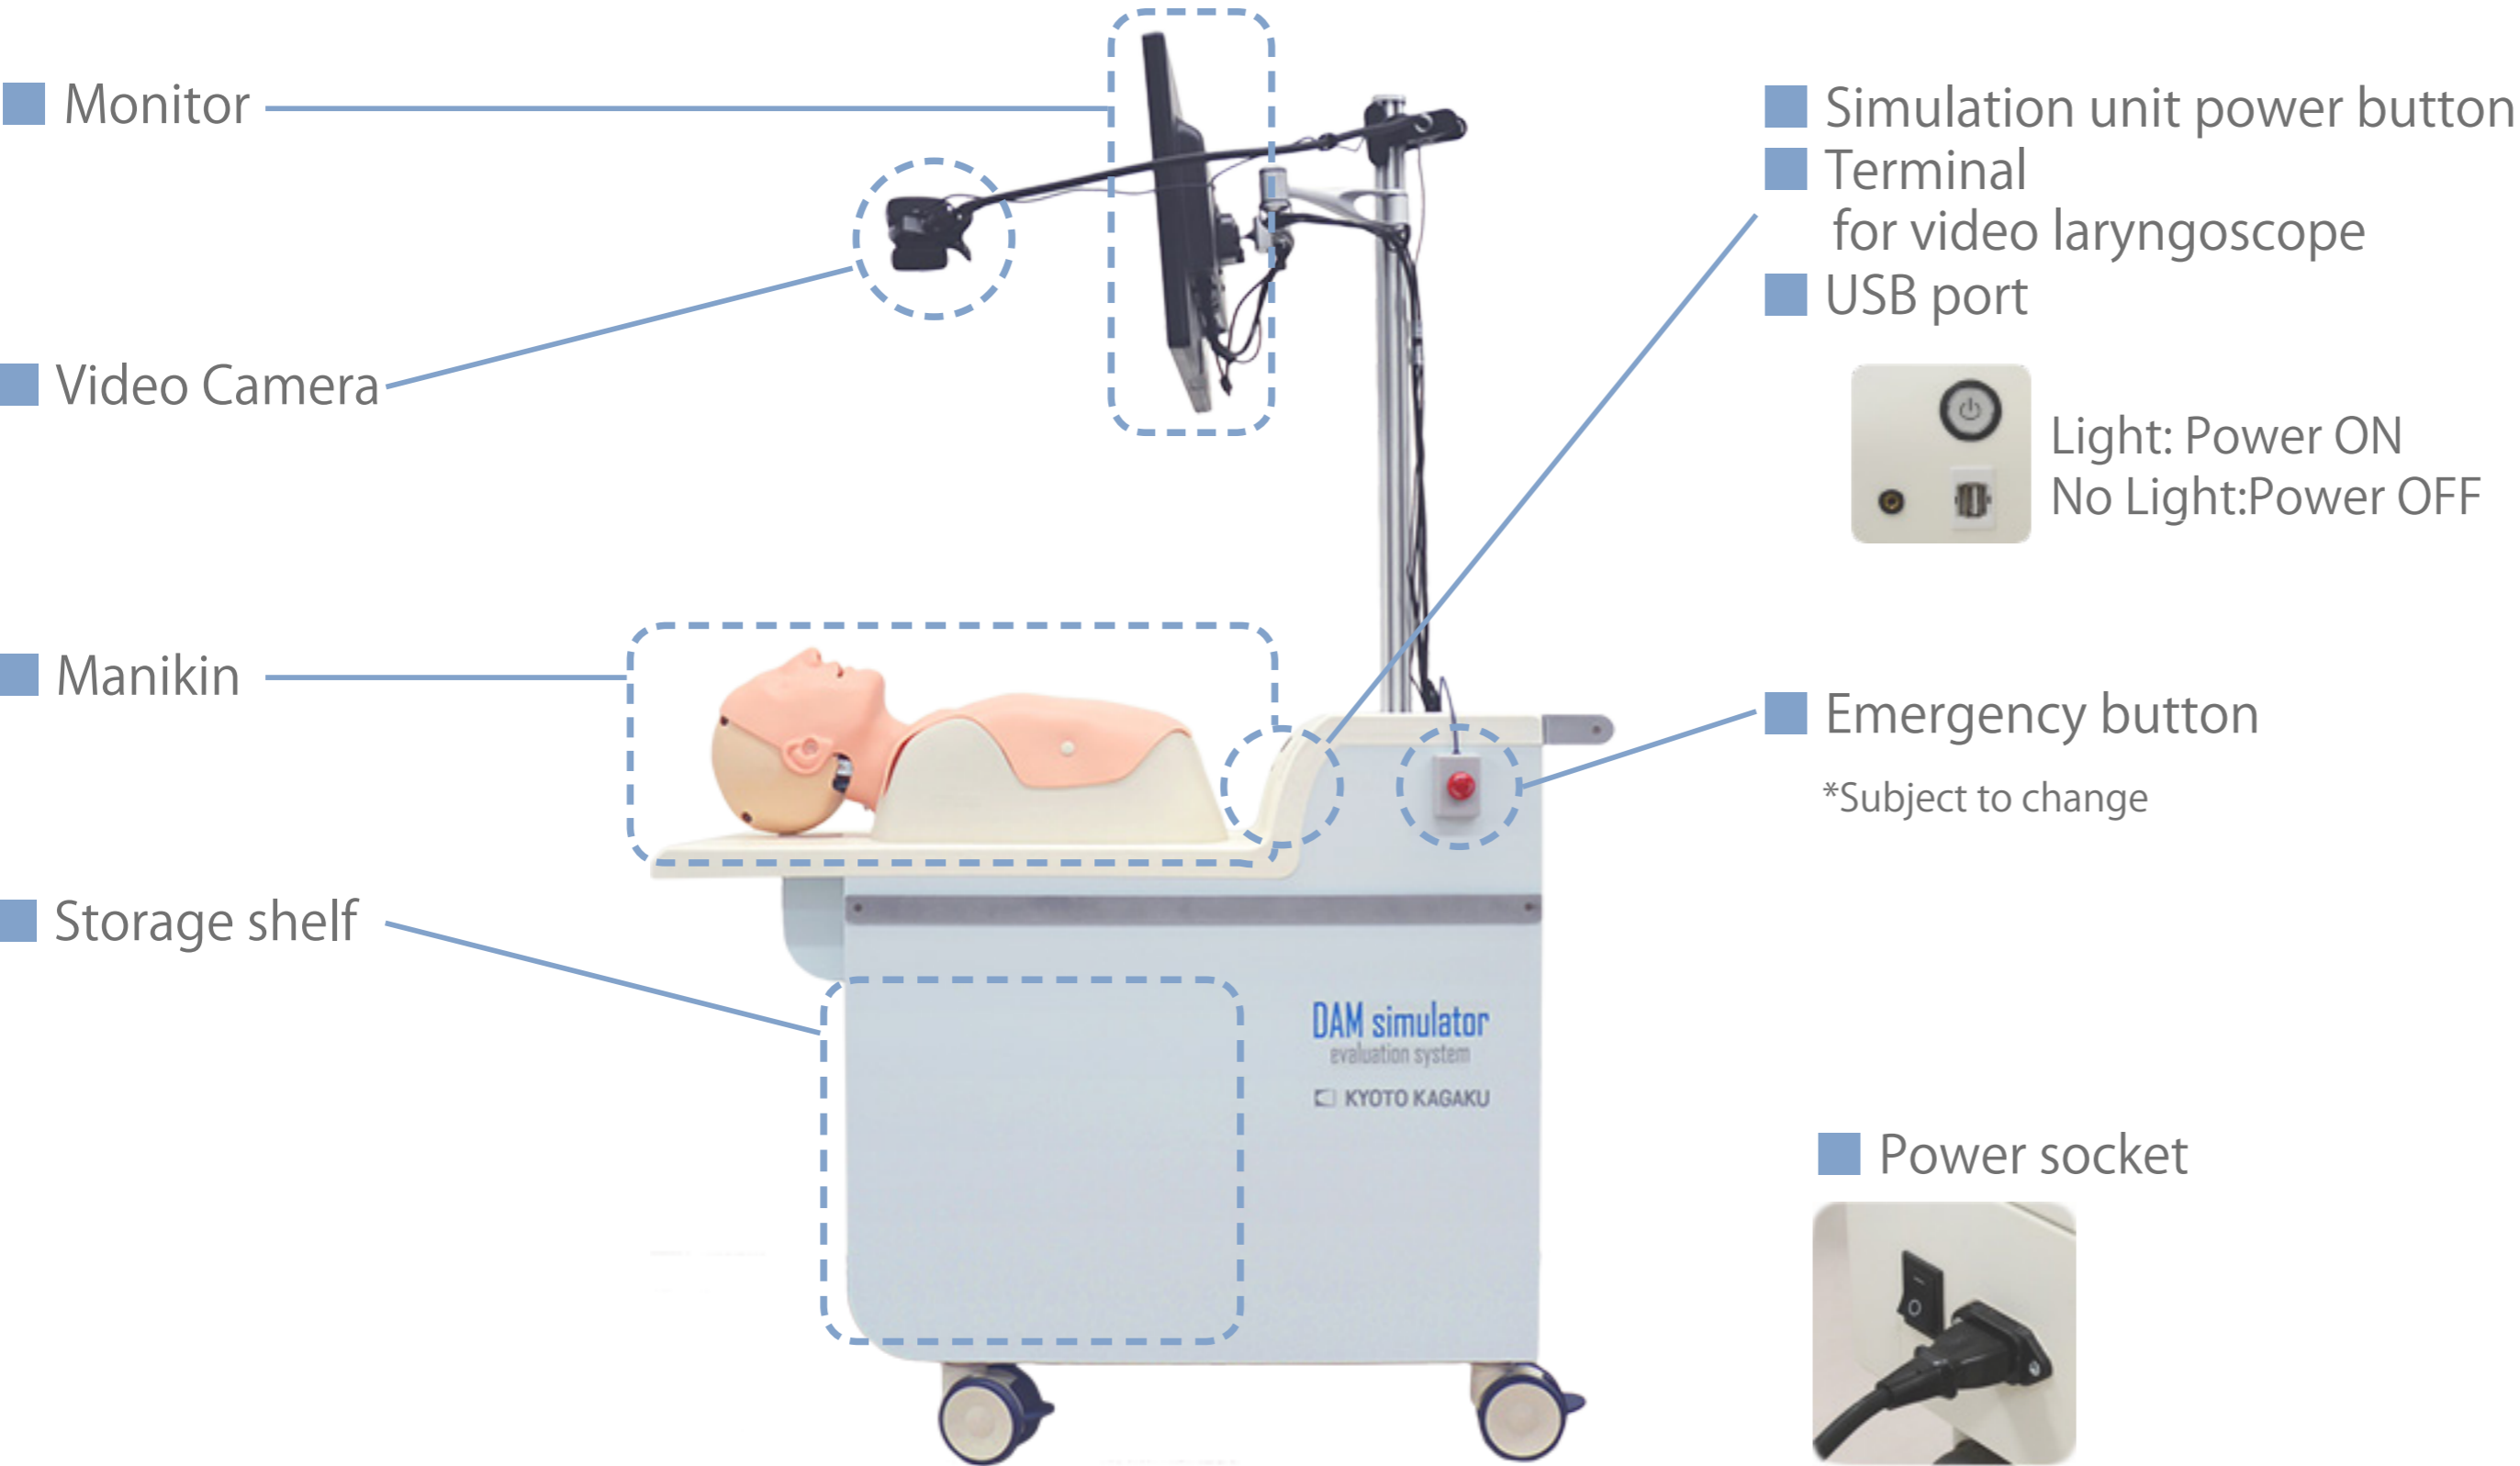 Monitor
Video Camera
Manikin
Storage shelf
Simulation unit power button
Terminal
for video laryngoscope
USB port
Light: Power ON
No Light:Power OFF
Emergency button
*Subject to change
DAM simulator
evaluation system
KYOTO KAGAKU
Power socket